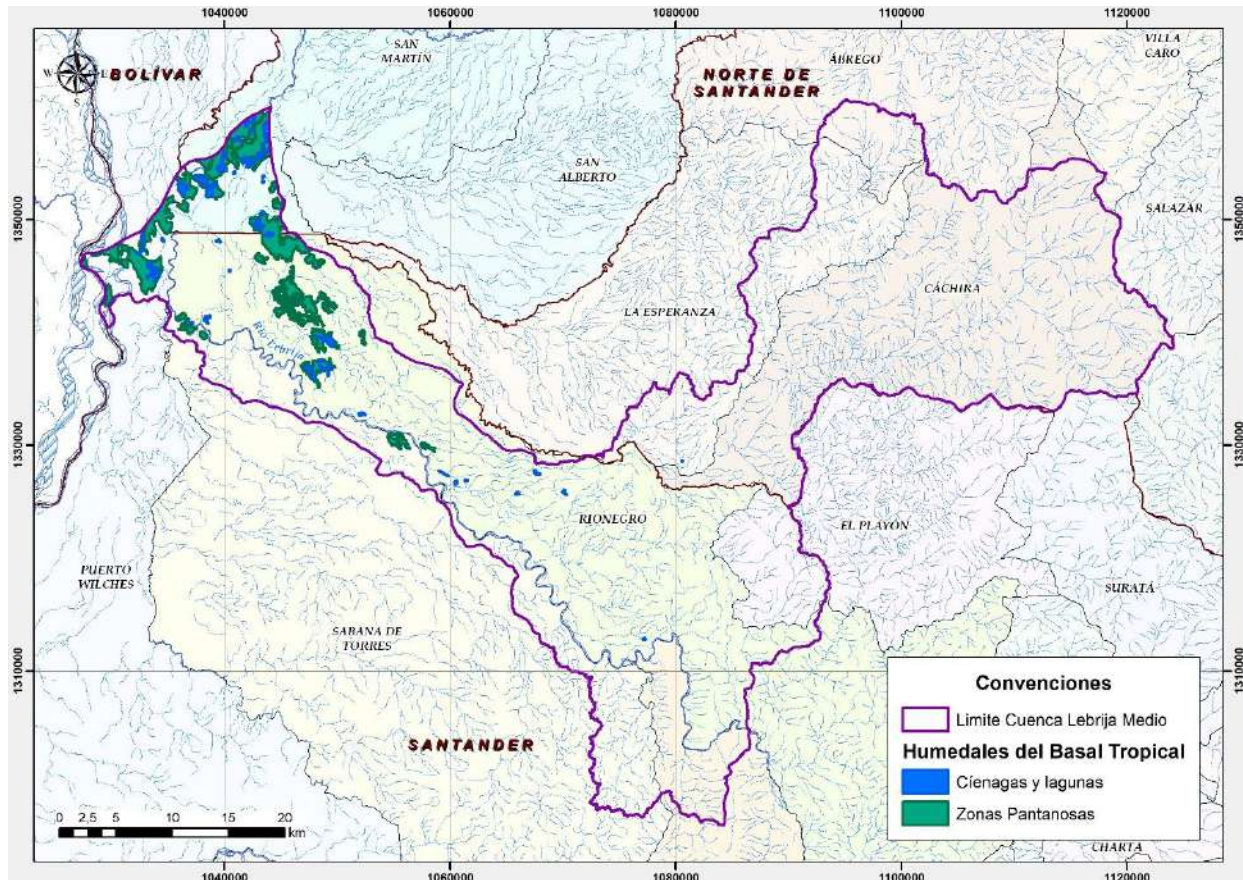 1040000 1060000 1080000 1100000 1120000
SAN
MARTÍN
ÁBREGO
VILLA
CARO
W E
S
BOLÍVAR
NORTE DE
SANTANDER
SAN
ALBERTO
SALAZAR
1350000
1350000
CÁCHIRA
LA ESPERANZA
Río Lebrija
1330000
1330000
RIONEGRO
EL PLAYÓN
PUERTO
WILCHES
SURATÁ
SABANA DE
TORRES
1310000
1310000
SANTANDER
Convenciones
Limite Cuenca Lebrija Medio
Humedales del Basal Tropical
Cíenagas y lagunas
Zonas Pantanosas
0 2,5 5 10 15 20
km
CHARTA
1040000 1060000 1080000 1100000 1120000